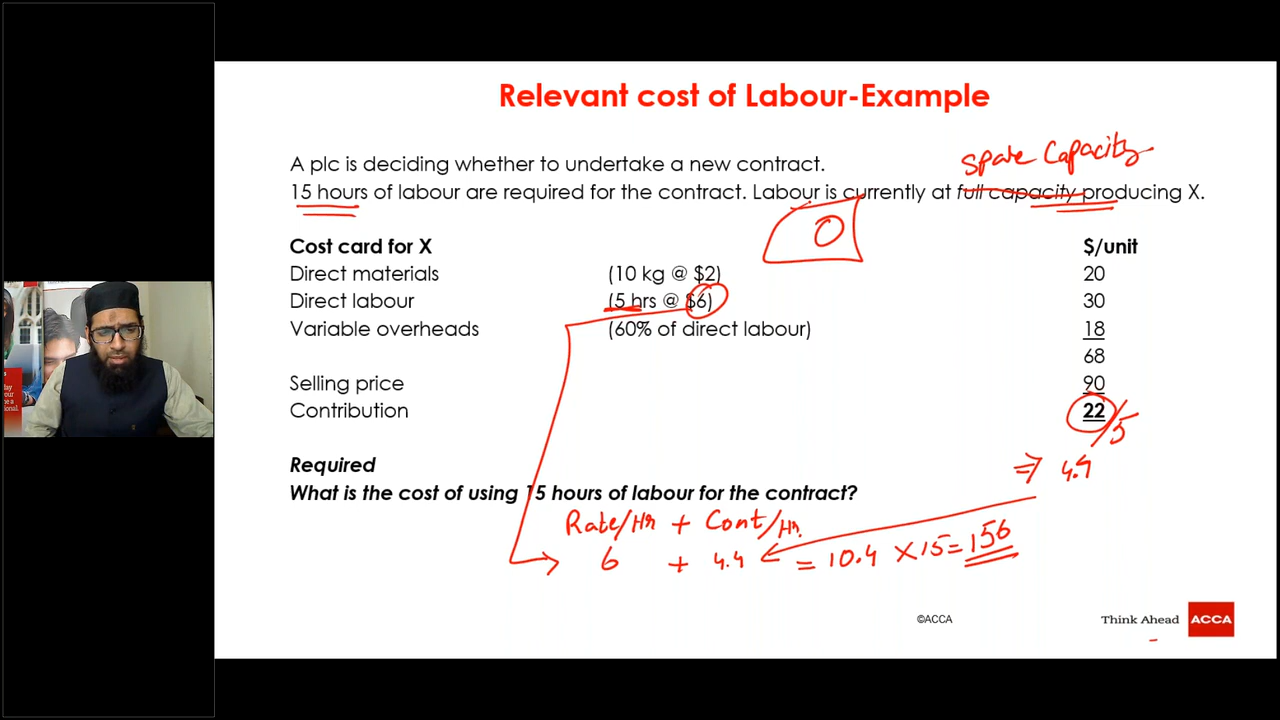 Relevant cost of Labour-Example
Spare Capacity
A plc is deciding whether to undertake a new contract.
15 hours of labour are required for the contract. Labour is currently at full capacity producing X.
0
Cost card for X $/unit
Direct materials (10 kg @ $2) 20
Direct labour (5 hrs @ $6) 30
Variable overheads (60% of direct labour) 18
68
Selling price 90
Contribution 22 /5
⇒ 4.4
Required
What is the cost of using 15 hours of labour for the contract?
Rate/Hr + Cont/Hr.
6 + 4.4 = 10.4 × 15 = 156
©ACCA Think Ahead ACCA